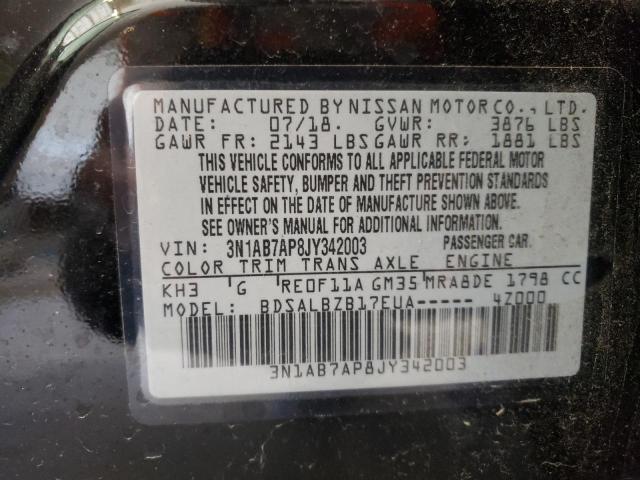 MANUFACTURED BY NISSAN MOTOR CO., LTD.
DATE: 07/18. GVWR: 3876 LBS
GAWR FR: 2143 LBS GAWR RR: 1881 LBS
THIS VEHICLE CONFORMS TO ALL APPLICABLE FEDERAL MOTOR
VEHICLE SAFETY, BUMPER AND THEFT PREVENTION STANDARDS
IN EFFECT ON THE DATE OF MANUFACTURE SHOWN ABOVE.
SEE OWNER'S MANUAL FOR ADDITIONAL INFORMATION.
VIN: 3N1AB7AP8JY342003 PASSENGER CAR.
COLOR TRIM TRANS AXLE ENGINE
KH3 G RE0F11A GM35 MRA8DE 1798 CC
MODEL: BDSALBZB17EUA----- 4Z000
3N1AB7AP8JY342003